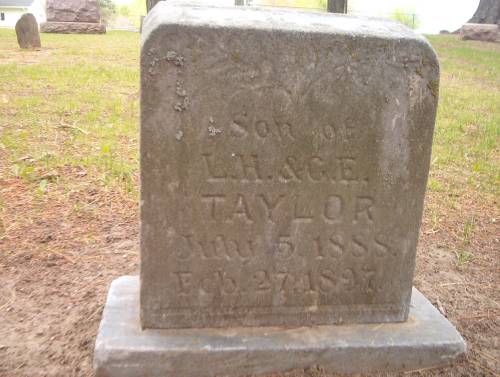 Son of
L.H. & C.E.
TAYLOR
July 5, 1888.
Feb. 27, 1897.